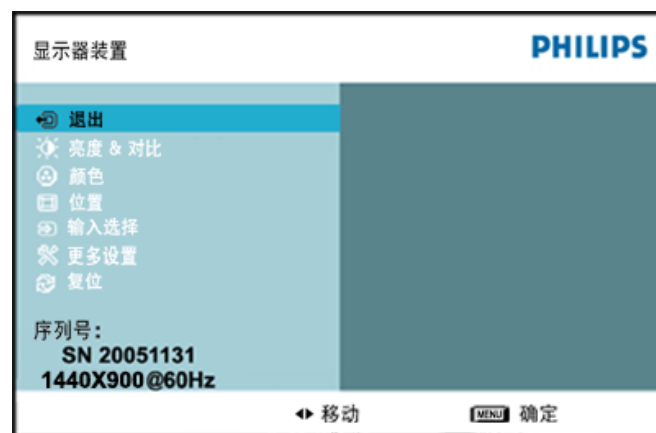 显示器装置
PHILIPS
退出
亮度 & 对比
颜色
位置
输入选择
更多设置
复位
序列号:
SN 20051131
1440X900@60Hz
移动
MENU 确定